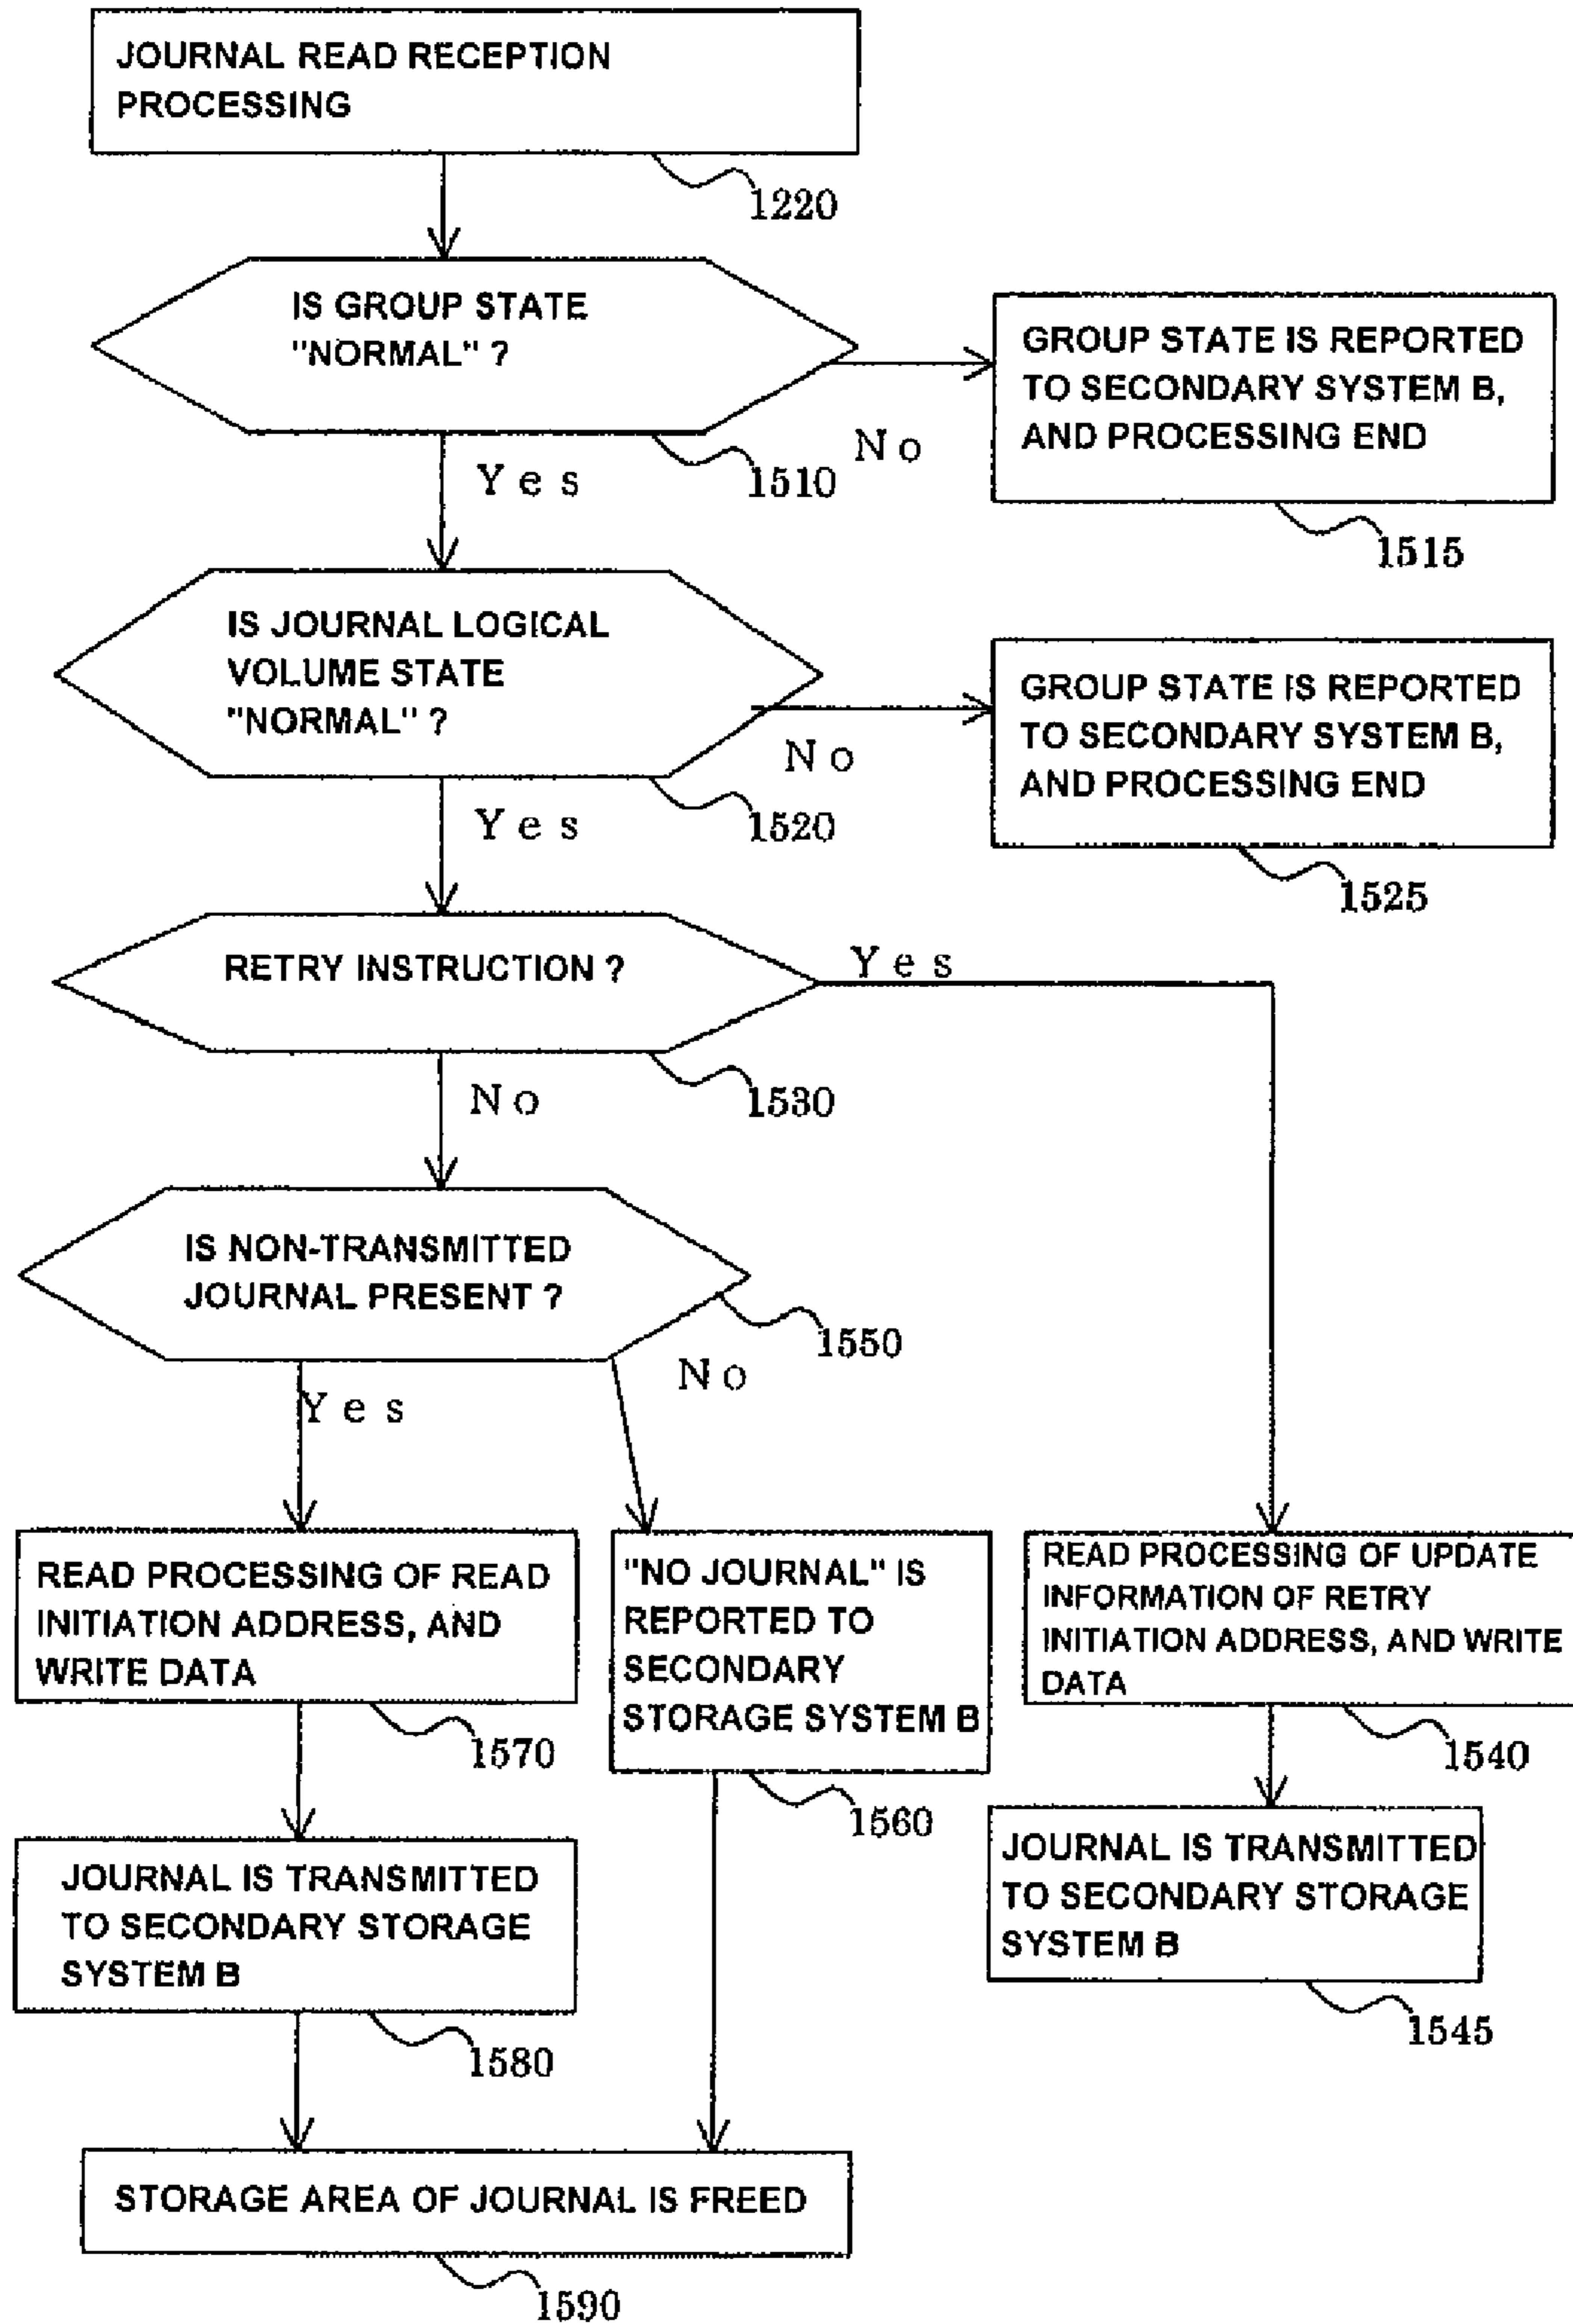 JOURNAL READ RECEPTION
PROCESSING
1220
IS GROUP STATE
"NORMAL" ?
1510
No
Yes
GROUP STATE IS REPORTED
TO SECONDARY SYSTEM B,
AND PROCESSING END
1515
IS JOURNAL LOGICAL
VOLUME STATE
"NORMAL" ?
1520
No
Yes
GROUP STATE IS REPORTED
TO SECONDARY SYSTEM B,
AND PROCESSING END
1525
RETRY INSTRUCTION ?
Yes
1530
No
IS NON-TRANSMITTED
JOURNAL PRESENT ?
1550
No
Yes
READ PROCESSING OF READ
INITIATION ADDRESS, AND
WRITE DATA
1570
"NO JOURNAL" IS
REPORTED TO
SECONDARY
STORAGE SYSTEM B
1560
READ PROCESSING OF UPDATE
INFORMATION OF RETRY
INITIATION ADDRESS, AND WRITE
DATA
1540
JOURNAL IS TRANSMITTED
TO SECONDARY STORAGE
SYSTEM B
1580
JOURNAL IS TRANSMITTED
TO SECONDARY STORAGE
SYSTEM B
1545
STORAGE AREA OF JOURNAL IS FREED
1590